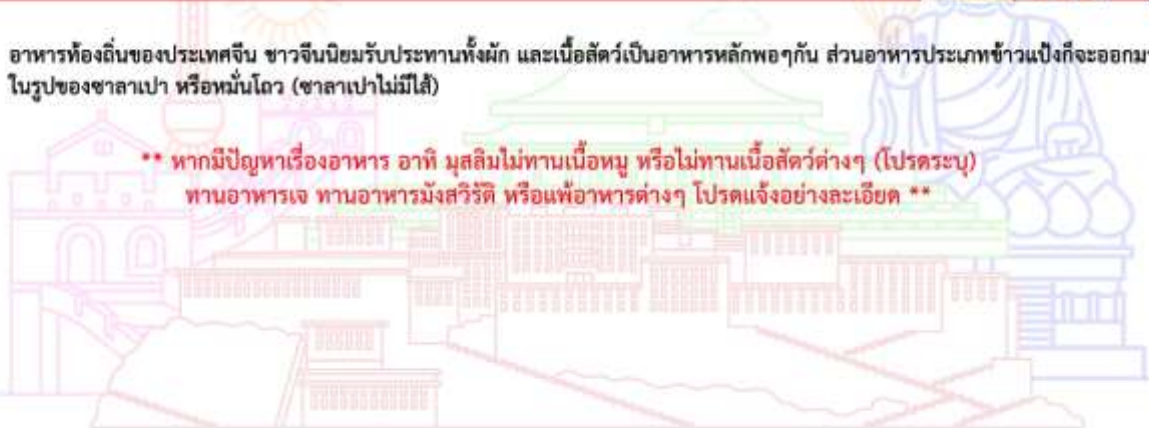 อาหารท้องถิ่นของประเทศจีน ชาวจีนนิยมรับประทานทั้งผัก และเนื้อสัตว์เป็นอาหารหลักพอๆกัน ส่วนอาหารประเภทข้าวแป้งก็จะออกมา
ในรูปของซาลาเปา หรือหมั่นโถว (ซาลาเปาไม่มีไส้)
** หากมีปัญหาเรื่องอาหาร อาทิ มุสลิมไม่ทานเนื้อหมู หรือไม่ทานเนื้อสัตว์ต่างๆ (โปรดระบุ)
ทานอาหารเจ ทานอาหารมังสวิรัติ หรือแพ้อาหารต่างๆ โปรดแจ้งอย่างละเอียด **